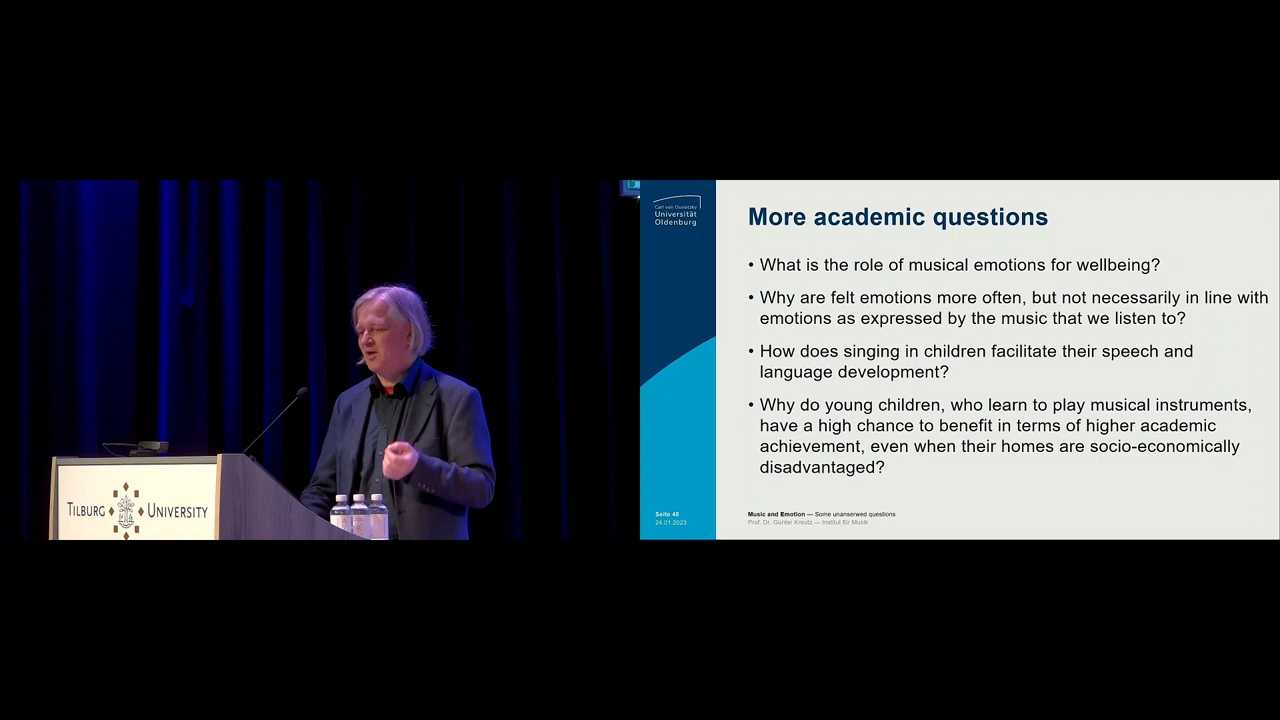 TILBURG UNIVERSITY
Carl von Ossietzky
Universität
Oldenburg
More academic questions
• What is the role of musical emotions for wellbeing?
• Why are felt emotions more often, but not necessarily in line with
emotions as expressed by the music that we listen to?
• How does singing in children facilitate their speech and
language development?
• Why do young children, who learn to play musical instruments,
have a high chance to benefit in terms of higher academic
achievement, even when their homes are socio-economically
disadvantaged?
Seite 48
24.01.2023
Music and Emotion — Some unanserwed questions
Prof. Dr. Gunter Kreutz — Institut für Musik